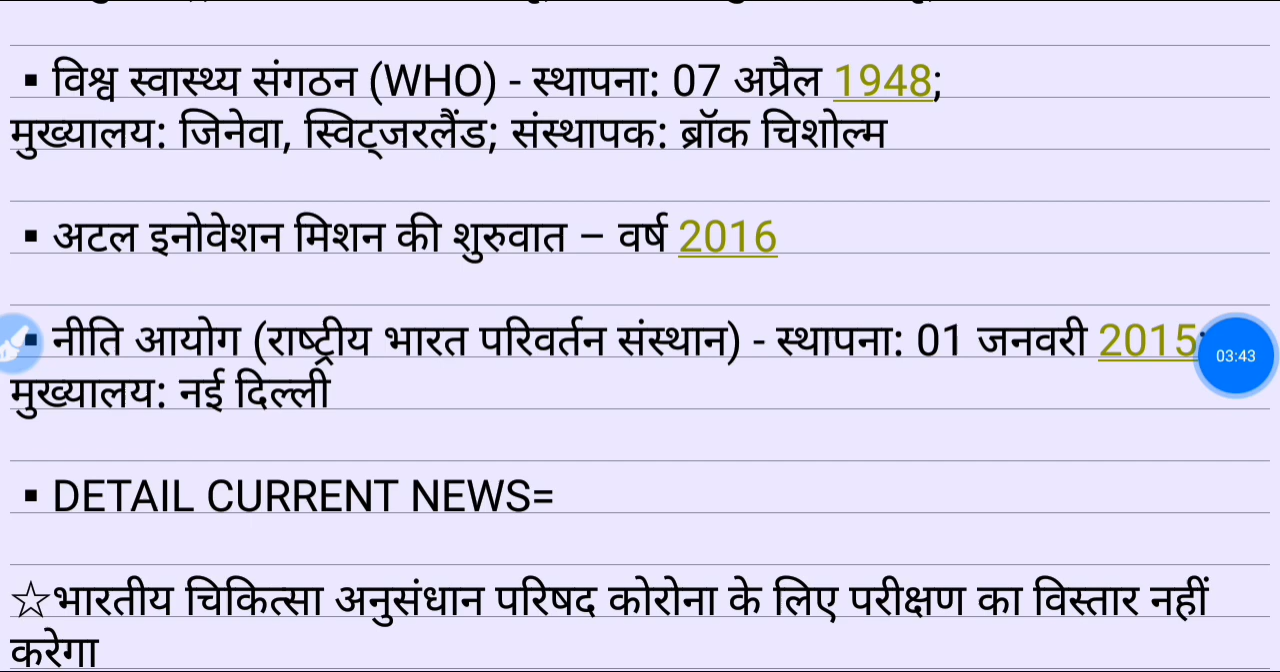 ▪ विश्व स्वास्थ्य संगठन (WHO) - स्थापना: 07 अप्रैल 1948;
मुख्यालय: जिनेवा, स्विट्जरलैंड; संस्थापक: ब्रॉक चिशोल्म
▪ अटल इनोवेशन मिशन की शुरुवात – वर्ष 2016
▪ नीति आयोग (राष्ट्रीय भारत परिवर्तन संस्थान) - स्थापना: 01 जनवरी 2015;
03:43
मुख्यालय: नई दिल्ली
▪ DETAIL CURRENT NEWS=
☆भारतीय चिकित्सा अनुसंधान परिषद कोरोना के लिए परीक्षण का विस्तार नहीं
करेगा